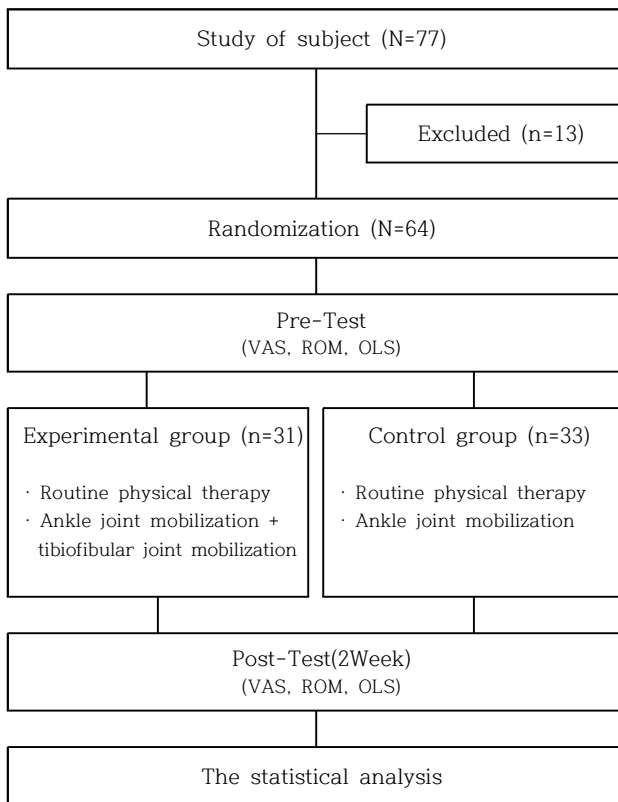 Study of subject (N=77)
Excluded (n=13)
Randomization (N=64)
Pre-Test
(VAS, ROM, OLS)
Experimental group (n=31)
· Routine physical therapy
· Ankle joint mobilization +
tibiofibular joint mobilization
Control group (n=33)
· Routine physical therapy
· Ankle joint mobilization
Post-Test(2Week)
(VAS, ROM, OLS)
The statistical analysis